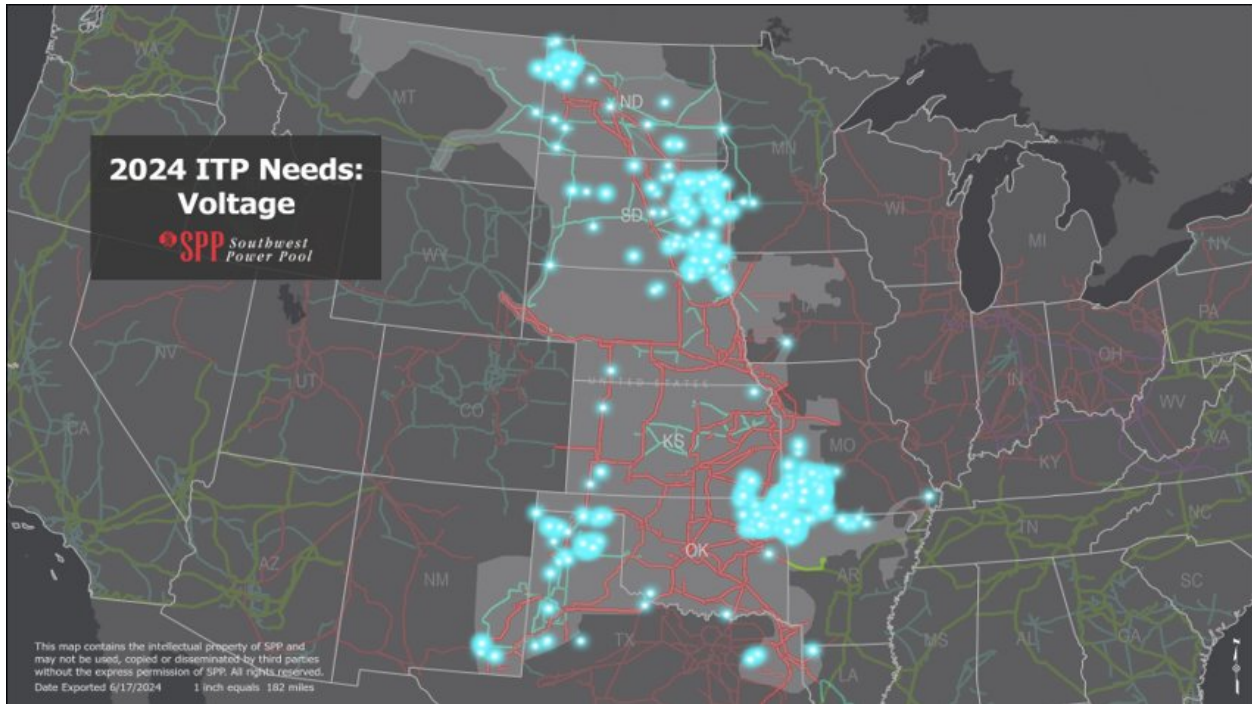 WA
MT
ND
MN
2024 ITP Needs:
Voltage
SPP Southwest
Power Pool
SD
WI
MI
NY
WY
IA
PA
NV
UT
CO
UNITED STATES
IL
IN
OH
CA
KS
MO
WV
VA
KY
AZ
NM
OK
AR
TN
NC
SC
TX
MS
AL
GA
LA
This map contains the intellectual property of SPP and
may not be used, copied or disseminated by third parties
without the express permission of SPP. All rights reserved.
Date Exported 6/17/2024 1 inch equals 182 miles